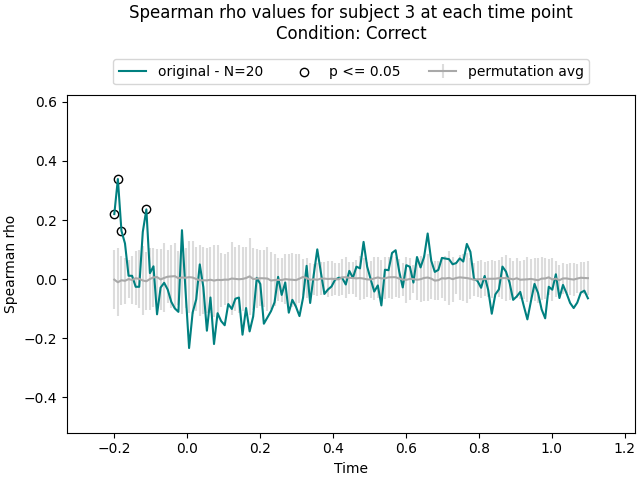 Spearman rho values for subject 3 at each time point
Condition: Correct
original - N=20 p <= 0.05 permutation avg
0.6
0.4
0.2
0.0
−0.2
−0.4
Spearman rho
−0.2 0.0 0.2 0.4 0.6 0.8 1.0 1.2
Time